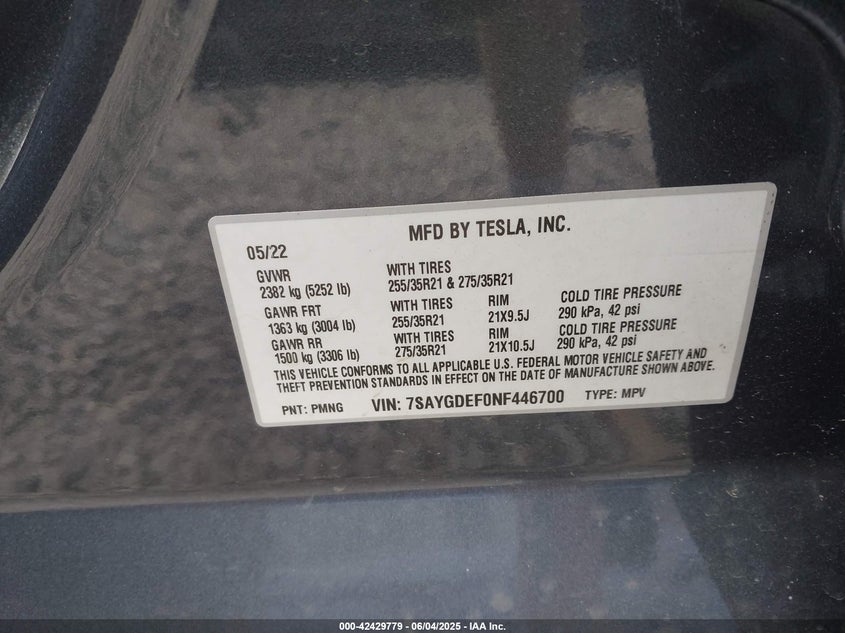 MFD BY TESLA, INC.
05/22
GVWR WITH TIRES
2382 kg (5252 lb) 255/35R21 & 275/35R21
GAWR FRT WITH TIRES RIM COLD TIRE PRESSURE
1363 kg (3004 lb) 255/35R21 21X9.5J 290 kPa, 42 psi
GAWR RR WITH TIRES RIM COLD TIRE PRESSURE
1500 kg (3306 lb) 275/35R21 21X10.5J 290 kPa, 42 psi
THIS VEHICLE CONFORMS TO ALL APPLICABLE U.S. FEDERAL MOTOR VEHICLE SAFETY AND
THEFT PREVENTION STANDARDS IN EFFECT ON THE DATE OF MANUFACTURE SHOWN ABOVE.
PNT: PMNG VIN: 7SAYGDEF0NF446700 TYPE: MPV
000-42429779 - 06/04/2025 - IAA Inc.